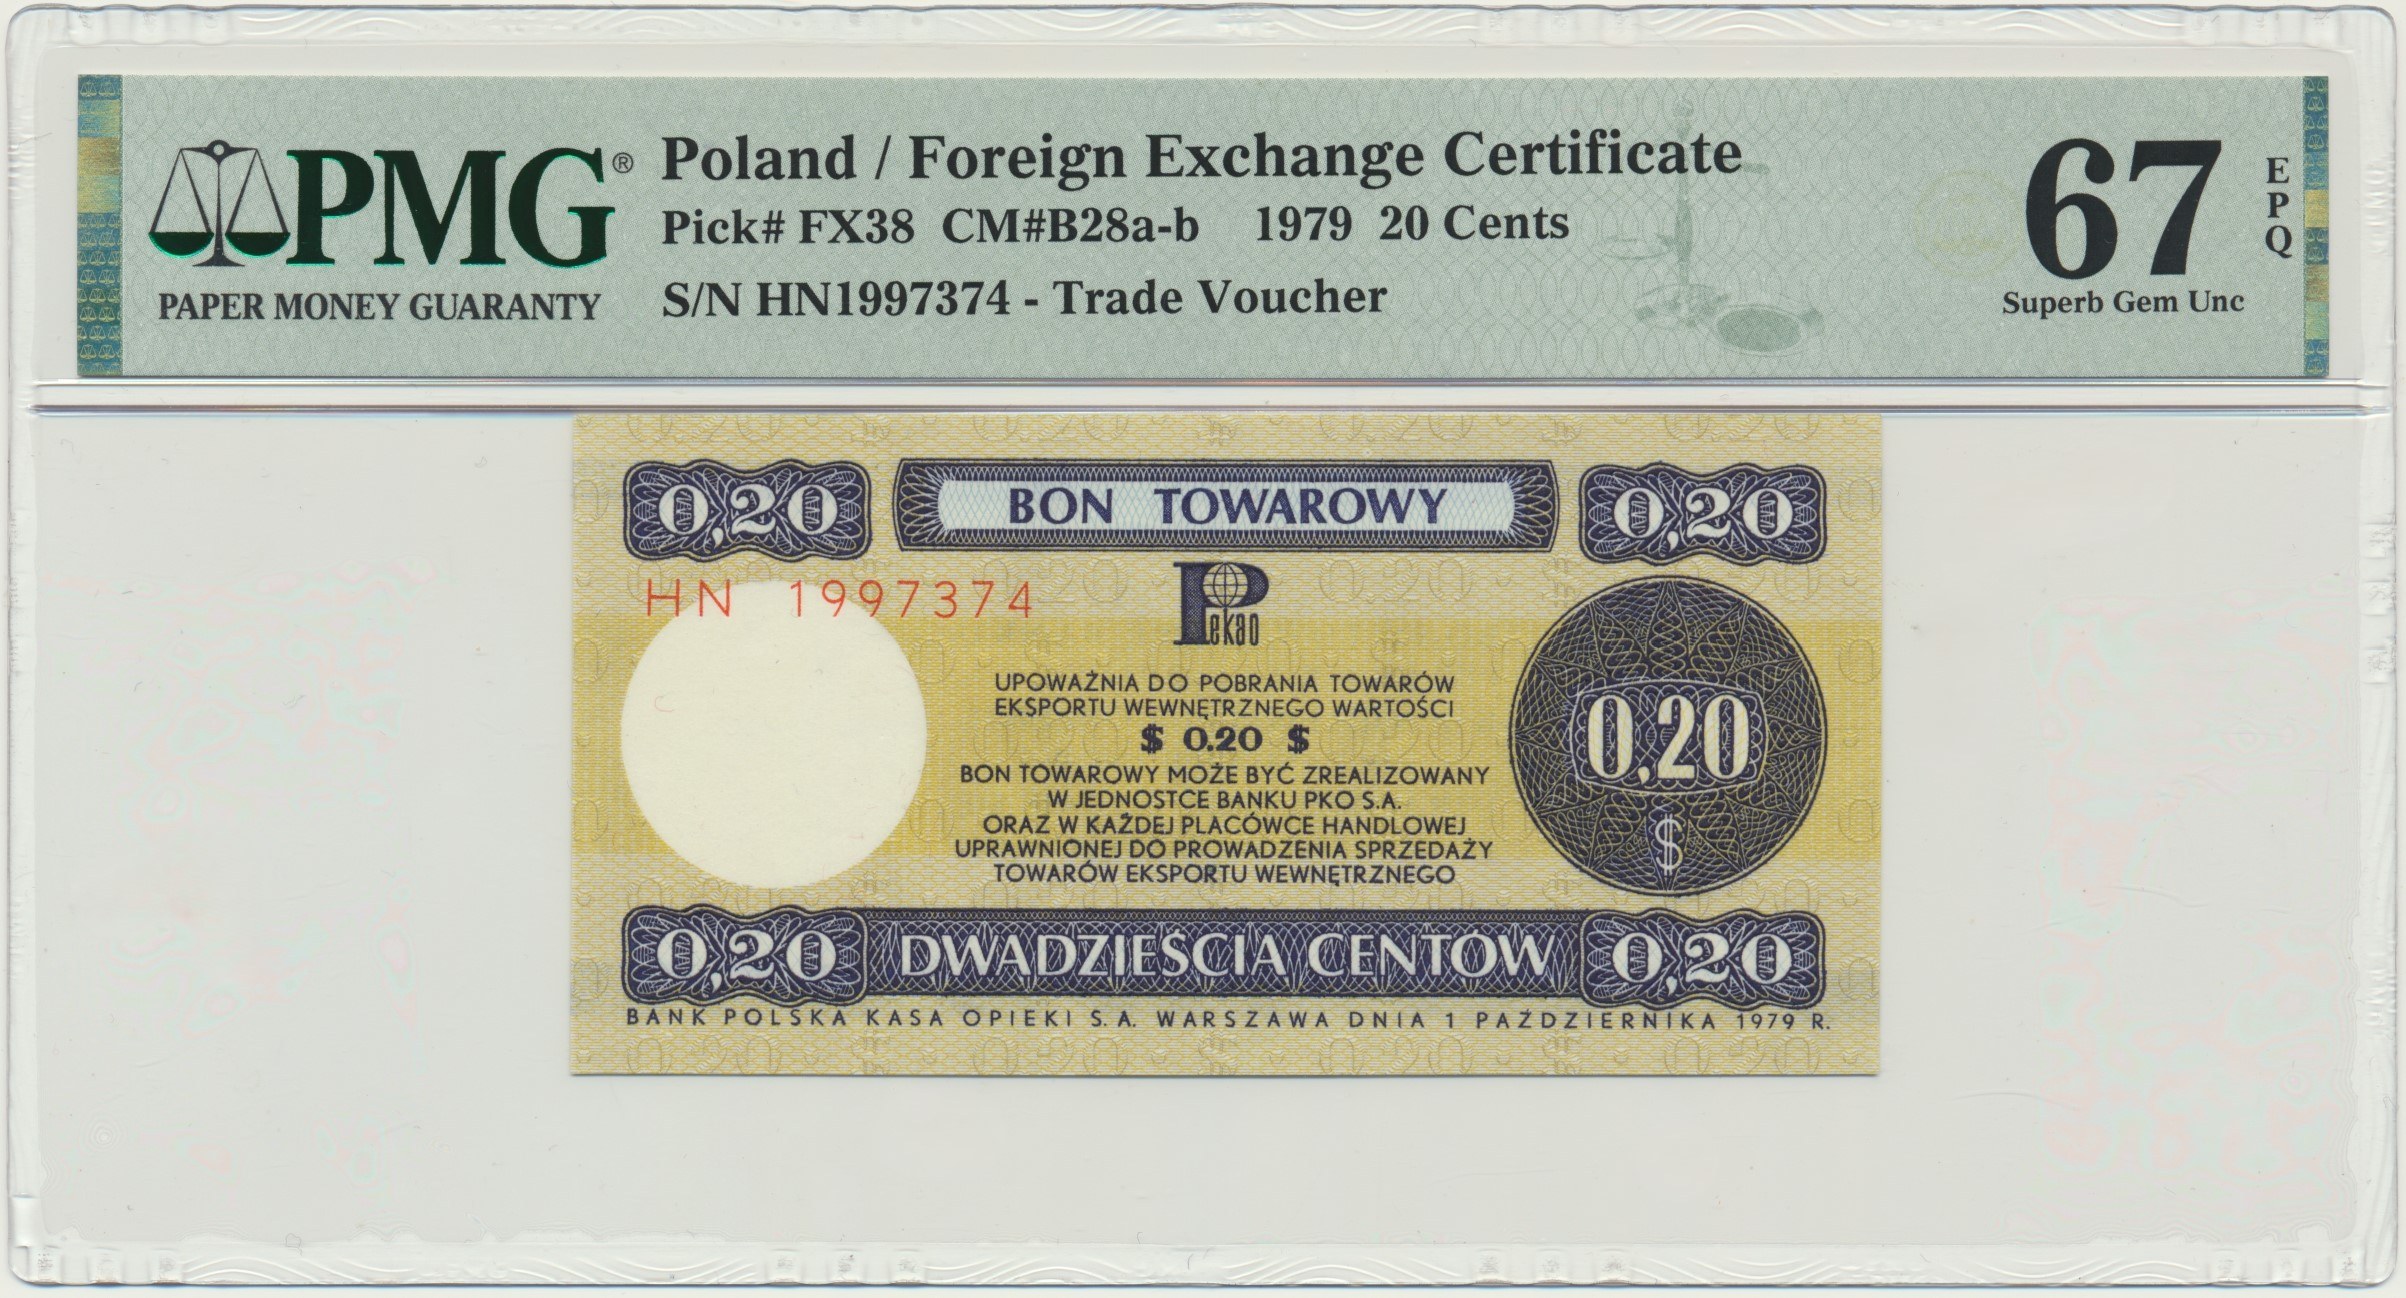 PMG®
PAPER MONEY GUARANTY
Poland / Foreign Exchange Certificate
Pick# FX38 CM#B28a-b 1979 20 Cents
S/N HN1997374 - Trade Voucher
67
EPQ
Superb Gem Unc
0,20 BON TOWAROWY 0,20
HN 1997374
Pekao
UPOWAŻNIA DO POBRANIA TOWARÓW
EKSPORTU WEWNĘTRZNEGO WARTOŚCI
$ 0.20 $
BON TOWAROWY MOŻE BYĆ ZREALIZOWANY
W JEDNOSTCE BANKU PKO S.A.
ORAZ W KAŻDEJ PLACÓWCE HANDLOWEJ
UPRAWNIONEJ DO PROWADZENIA SPRZEDAŻY
TOWARÓW EKSPORTU WEWNĘTRZNEGO
0,20
$
0,20 DWADZIEŚCIA CENTÓW 0,20
BANK POLSKA KASA OPIEKI S.A. WARSZAWA DNIA 1 PAŹDZIERNIKA 1979 R.